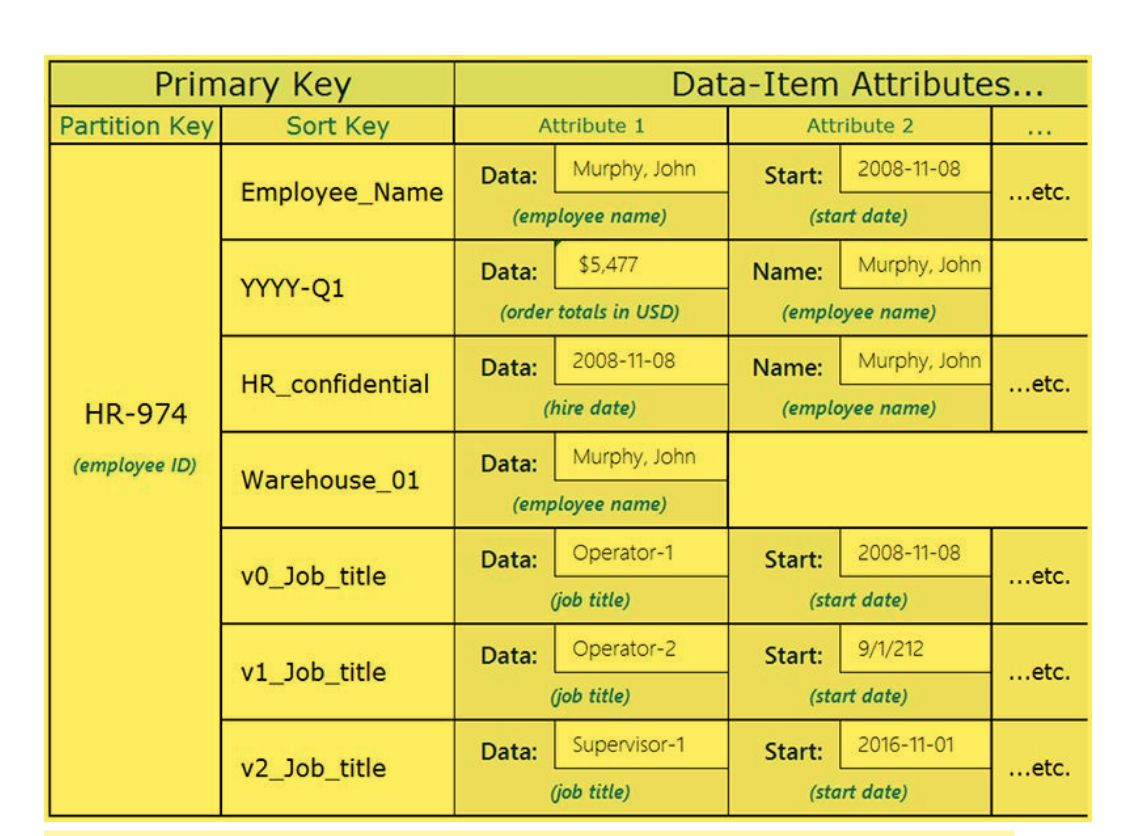 Primary Key Data-Item Attributes...
Partition Key Sort Key Attribute 1 Attribute 2 ...
HR-974
(employee ID)
Employee_Name Data: Murphy, John Start: 2008-11-08 ...etc.
(employee name) (start date)
YYYY-Q1 Data: $5,477 Name: Murphy, John
(order totals in USD) (employee name)
HR_confidential Data: 2008-11-08 Name: Murphy, John ...etc.
(hire date) (employee name)
Warehouse_01 Data: Murphy, John
(employee name)
v0_Job_title Data: Operator-1 Start: 2008-11-08 ...etc.
(job title) (start date)
v1_Job_title Data: Operator-2 Start: 9/1/212 ...etc.
(job title) (start date)
v2_Job_title Data: Supervisor-1 Start: 2016-11-01 ...etc.
(job title) (start date)